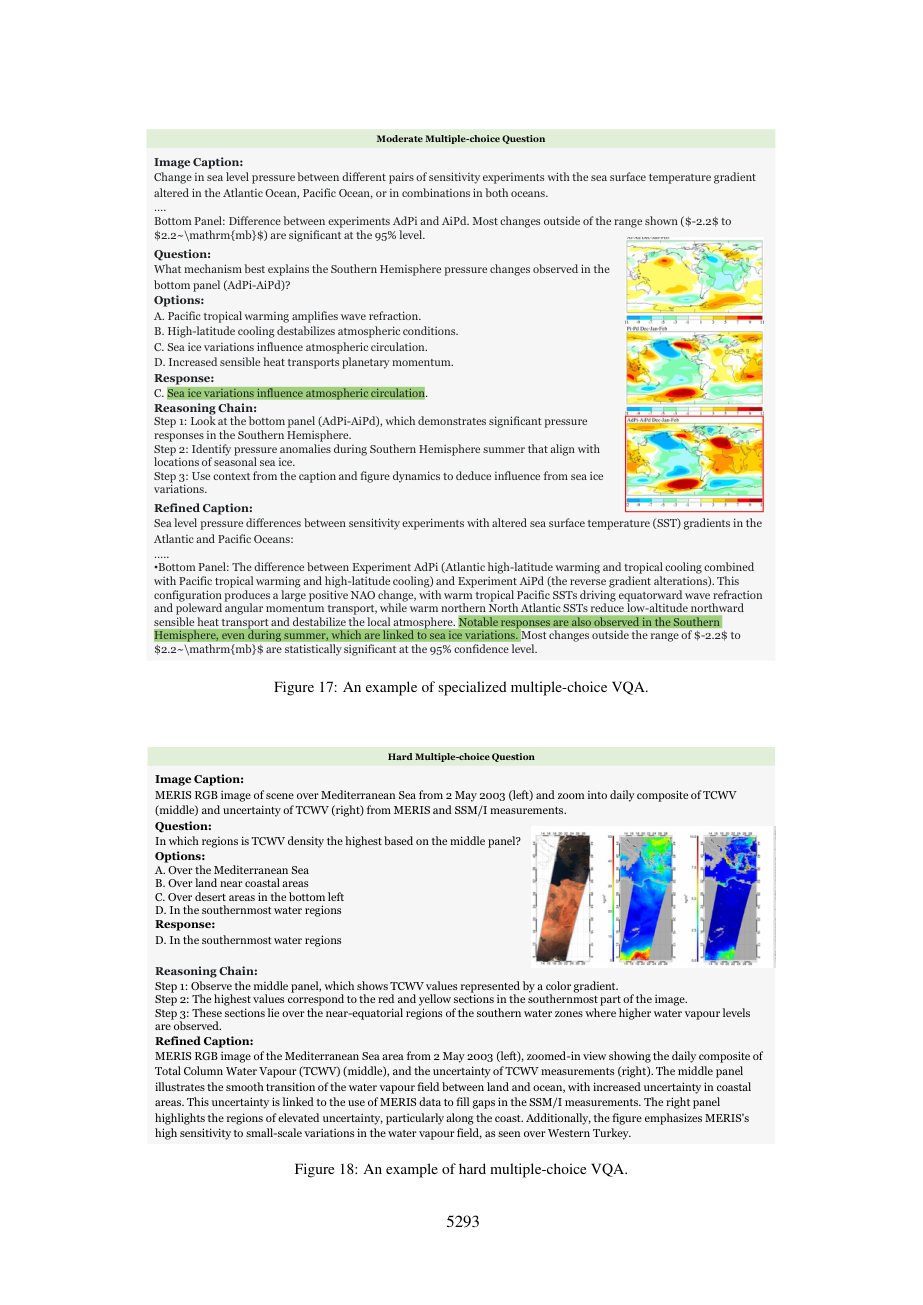 Moderate Multiple-choice Question
Image Caption:
Change in sea level pressure between different pairs of sensitivity experiments with the sea surface temperature gradient
altered in the Atlantic Ocean, Pacific Ocean, or in combinations in both oceans.
....
Bottom Panel: Difference between experiments AdPi and AiPd. Most changes outside of the range shown ($-2.2$ to
$2.2~\mathrm{mb}$) are significant at the 95% level.
Question:
What mechanism best explains the Southern Hemisphere pressure changes observed in the
bottom panel (AdPi-AiPd)?
Options:
A. Pacific tropical warming amplifies wave refraction.
B. High-latitude cooling destabilizes atmospheric conditions.
C. Sea ice variations influence atmospheric circulation.
D. Increased sensible heat transports planetary momentum.
Response:
C. Sea ice variations influence atmospheric circulation.
Reasoning Chain:
Step 1: Look at the bottom panel (AdPi-AiPd), which demonstrates significant pressure
responses in the Southern Hemisphere.
Step 2: Identify pressure anomalies during Southern Hemisphere summer that align with
locations of seasonal sea ice.
Step 3: Use context from the caption and figure dynamics to deduce influence from sea ice
variations.
Pi-Pd Dec-Jan-Feb
AdPi-AiPd Dec-Jan-Feb
Refined Caption:
Sea level pressure differences between sensitivity experiments with altered sea surface temperature (SST) gradients in the
Atlantic and Pacific Oceans:
.....
•Bottom Panel: The difference between Experiment AdPi (Atlantic high-latitude warming and tropical cooling combined
with Pacific tropical warming and high-latitude cooling) and Experiment AiPd (the reverse gradient alterations). This
configuration produces a large positive NAO change, with warm tropical Pacific SSTs driving equatorward wave refraction
and poleward angular momentum transport, while warm northern North Atlantic SSTs reduce low-altitude northward
sensible heat transport and destabilize the local atmosphere. Notable responses are also observed in the Southern
Hemisphere, even during summer, which are linked to sea ice variations. Most changes outside the range of $-2.2$ to
$2.2~\mathrm{mb}$ are statistically significant at the 95% confidence level.
Figure 17: An example of specialized multiple-choice VQA.
Hard Multiple-choice Question
Image Caption:
MERIS RGB image of scene over Mediterranean Sea from 2 May 2003 (left) and zoom into daily composite of TCWV
(middle) and uncertainty of TCWV (right) from MERIS and SSM/I measurements.
Question:
In which regions is TCWV density the highest based on the middle panel?
Options:
A. Over the Mediterranean Sea
B. Over land near coastal areas
C. Over desert areas in the bottom left
D. In the southernmost water regions
Response:
D. In the southernmost water regions
Reasoning Chain:
Step 1: Observe the middle panel, which shows TCWV values represented by a color gradient.
Step 2: The highest values correspond to the red and yellow sections in the southernmost part of the image.
Step 3: These sections lie over the near-equatorial regions of the southern water zones where higher water vapour levels
are observed.
Refined Caption:
MERIS RGB image of the Mediterranean Sea area from 2 May 2003 (left), zoomed-in view showing the daily composite of
Total Column Water Vapour (TCWV) (middle), and the uncertainty of TCWV measurements (right). The middle panel
illustrates the smooth transition of the water vapour field between land and ocean, with increased uncertainty in coastal
areas. This uncertainty is linked to the use of MERIS data to fill gaps in the SSM/I measurements. The right panel
highlights the regions of elevated uncertainty, particularly along the coast. Additionally, the figure emphasizes MERIS's
high sensitivity to small-scale variations in the water vapour field, as seen over Western Turkey.
Figure 18: An example of hard multiple-choice VQA.
5293